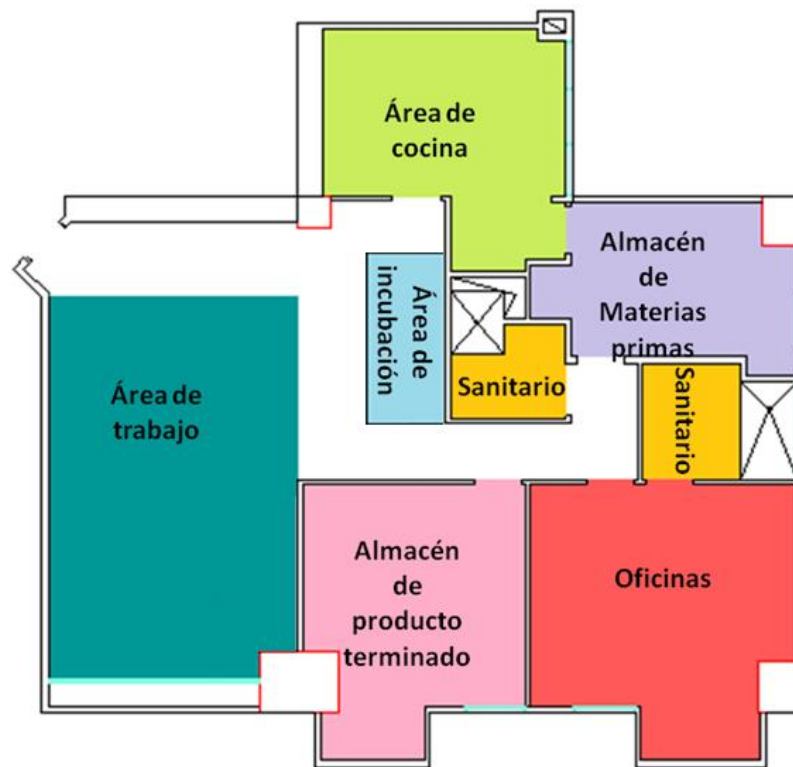 Área de
cocina
Almacén
de
Materias
primas
Área de
incubación
Sanitario
Sanitario
Área de
trabajo
Almacén
de
producto
terminado
Oficinas